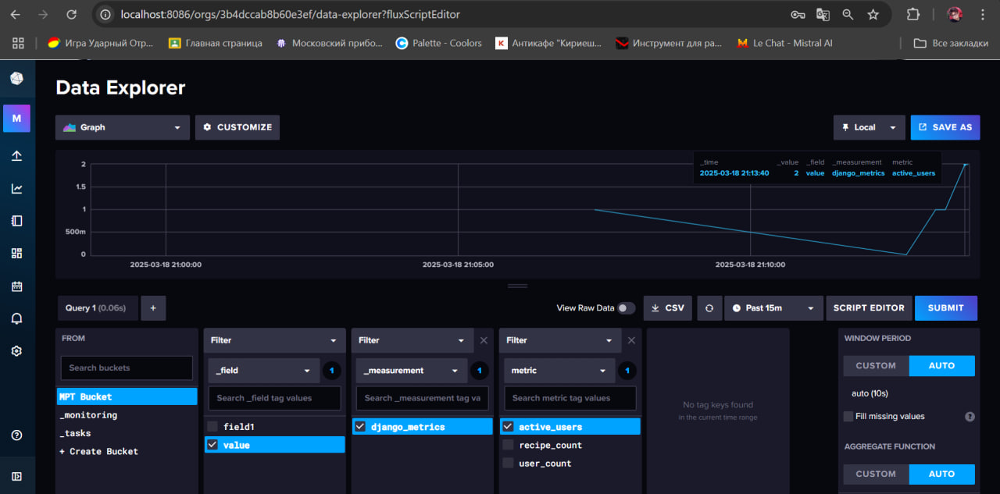 localhost:8086/orgs/3b4dccab8b60e3ef/data-explorer?fluxScriptEditor
Игра Ударный Отр...
Главная страница
Московский прибо...
Palette - Coolors
Антикафе "Кириеш...
Инструмент для ра...
Le Chat - Mistral AI
Все закладки
Data Explorer
M
Graph
CUSTOMIZE
Local
SAVE AS
_time _value _field _measurement metric
2025-03-18 21:13:40 2 value django_metrics active_users
2
1.5
1
500m
0
2025-03-18 21:00:00
2025-03-18 21:05:00
2025-03-18 21:10:00
Query 1 (0.06s)
+
View Raw Data
CSV
Past 15m
SCRIPT EDITOR
SUBMIT
FROM
Search buckets
MPT Bucket
_monitoring
_tasks
+ Create Bucket
Filter
_field
1
Search _field tag values
field1
value
Filter
_measurement
1
Search _measurement tag va
django_metrics
Filter
metric
1
Search metric tag values
active_users
recipe_count
user_count
No tag keys found
in the current time range
WINDOW PERIOD
CUSTOM
AUTO
auto (10s)
Fill missing values
?
AGGREGATE FUNCTION
CUSTOM
AUTO